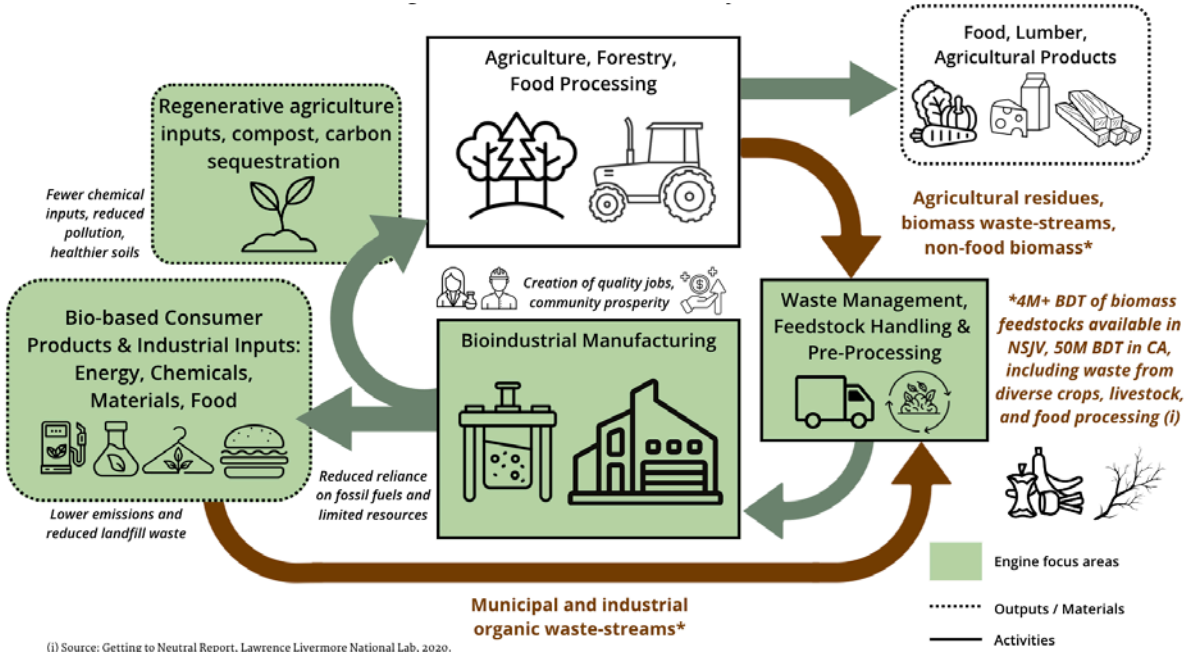 Agriculture, Forestry,
Food Processing
Food, Lumber,
Agricultural Products
Regenerative agriculture
inputs, compost, carbon
sequestration
Fewer chemical
inputs, reduced
pollution,
healthier soils
Agricultural residues,
biomass waste-streams,
non-food biomass*
Creation of quality jobs,
community prosperity
Bio-based Consumer
Products & Industrial Inputs:
Energy, Chemicals,
Materials, Food
Bioindustrial Manufacturing
Waste Management,
Feedstock Handling &
Pre-Processing
*4M+ BDT of biomass
feedstocks available in
NSJV, 50M BDT in CA,
including waste from
diverse crops, livestock,
and food processing (i)
Reduced reliance
on fossil fuels and
limited resources
Lower emissions and
reduced landfill waste
Municipal and industrial
organic waste-streams*
Engine focus areas
Outputs / Materials
Activities
(i) Source: Getting to Neutral Report, Lawrence Livermore National Lab, 2020.